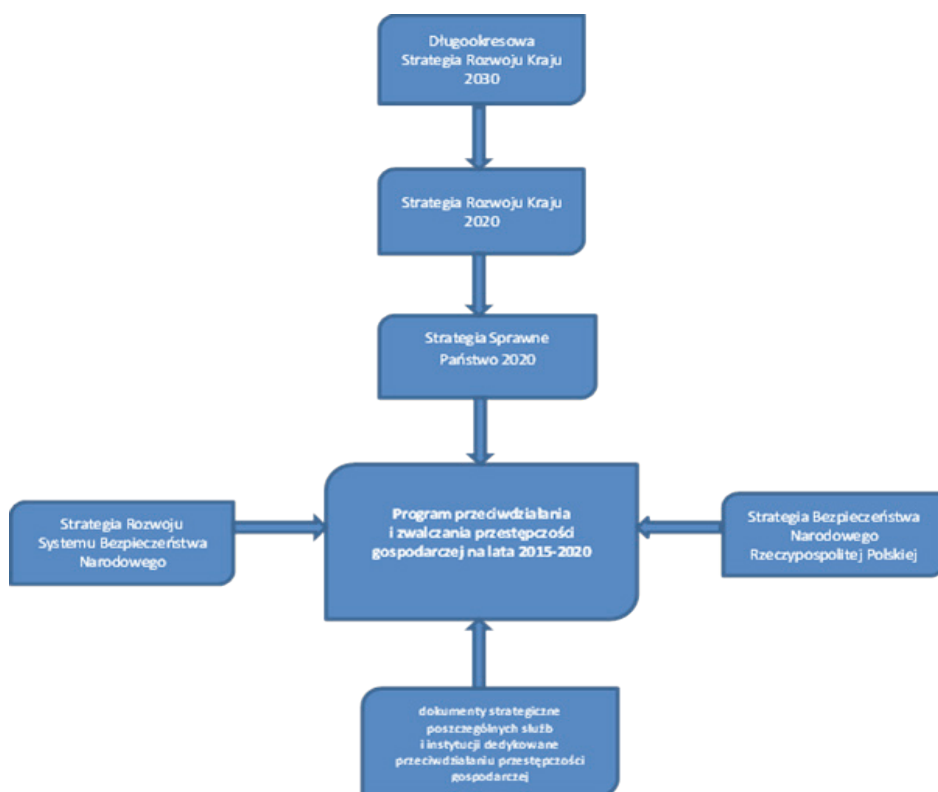 Długookresowa
Strategia Rozwoju Kraju
2030
Strategia Rozwoju Kraju
2020
Strategia Sprawne
Państwo 2020
Program przeciwdziałania
i zwalczania przestępczości
gospodarczej na lata 2015-2020
Strategia Rozwoju
Systemu Bezpieczeństwa
Narodowego
Strategia Bezpieczeństwa
Narodowego
Rzeczypospolitej Polskiej
dokumenty strategiczne
poszczególnych służb
i instytucji dedykowane
przeciwdziałaniu przestępczości
gospodarczej